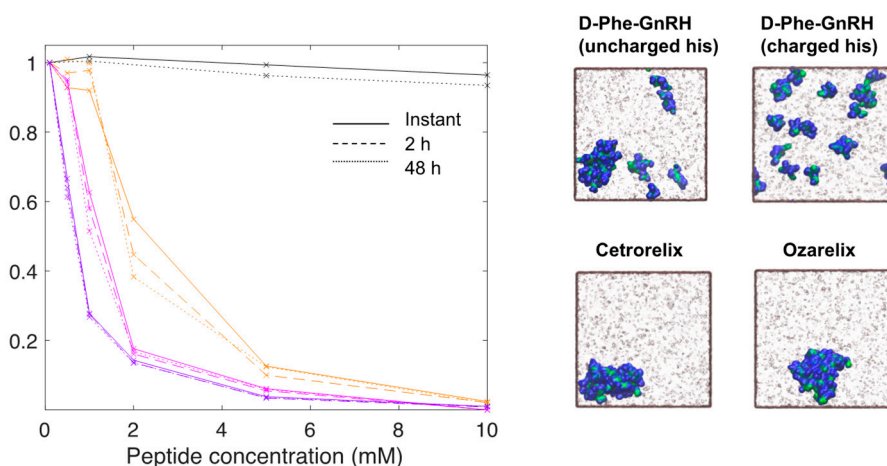 D-Phe-GnRH
(uncharged his)
D-Phe-GnRH
(charged his)
1
0.8
0.6
0.4
0.2
Instant
2 h
48 h
0
2
4
6
8
10
Peptide concentration (mM)
Cetrorelix
Ozarelix